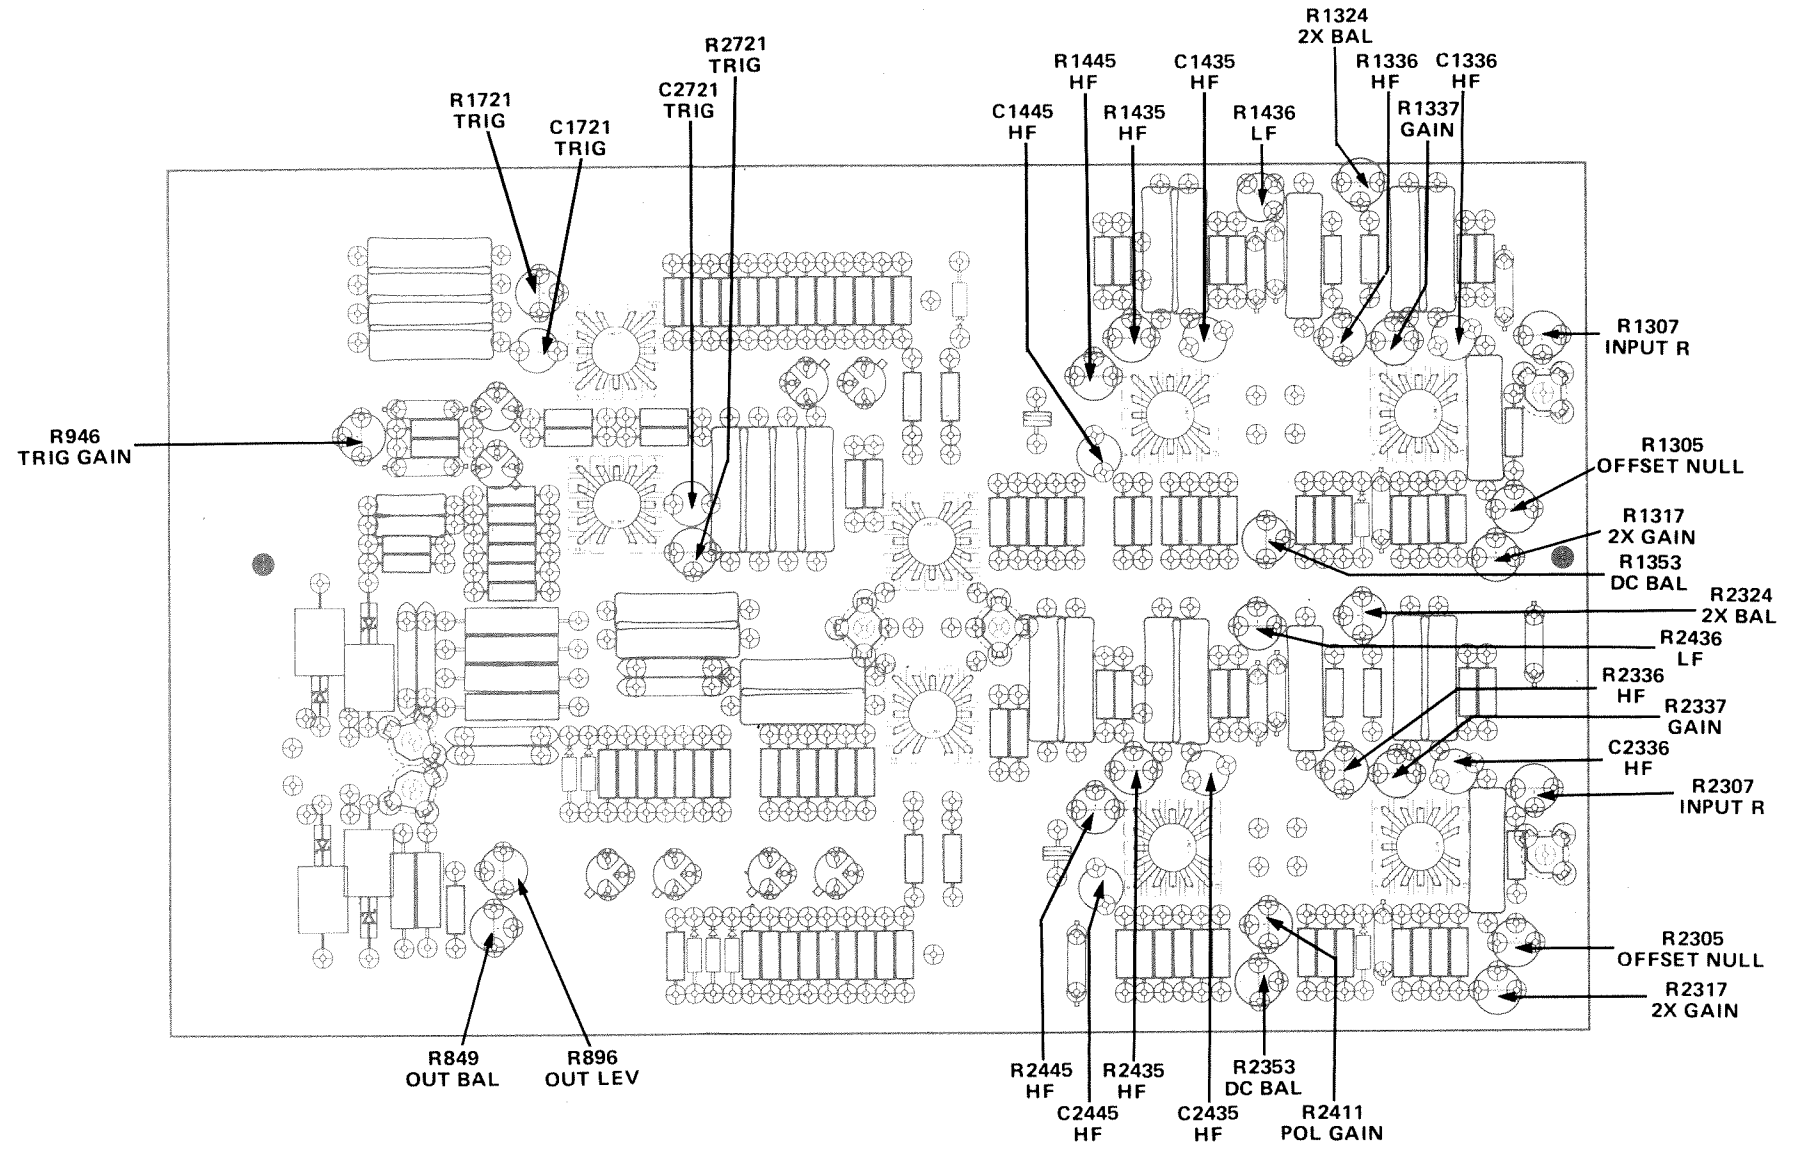 R1324
2X BAL
R2721
TRIG
R1445
HF
C1435
HF
R1336
HF
C1336
HF
R1721
TRIG
C2721
TRIG
C1445
HF
R1435
HF
R1436
LF
R1337
GAIN
C1721
TRIG
R1307
INPUT R
R946
TRIG GAIN
R1305
OFFSET NULL
R1317
2X GAIN
R1353
DC BAL
R2324
2X BAL
R2436
LF
R2336
HF
R2337
GAIN
C2336
HF
R2307
INPUT R
R2305
OFFSET NULL
R2317
2X GAIN
R849
OUT BAL
R896
OUT LEV
R2445
HF
R2435
HF
R2353
DC BAL
C2445
HF
C2435
HF
R2411
POL GAIN